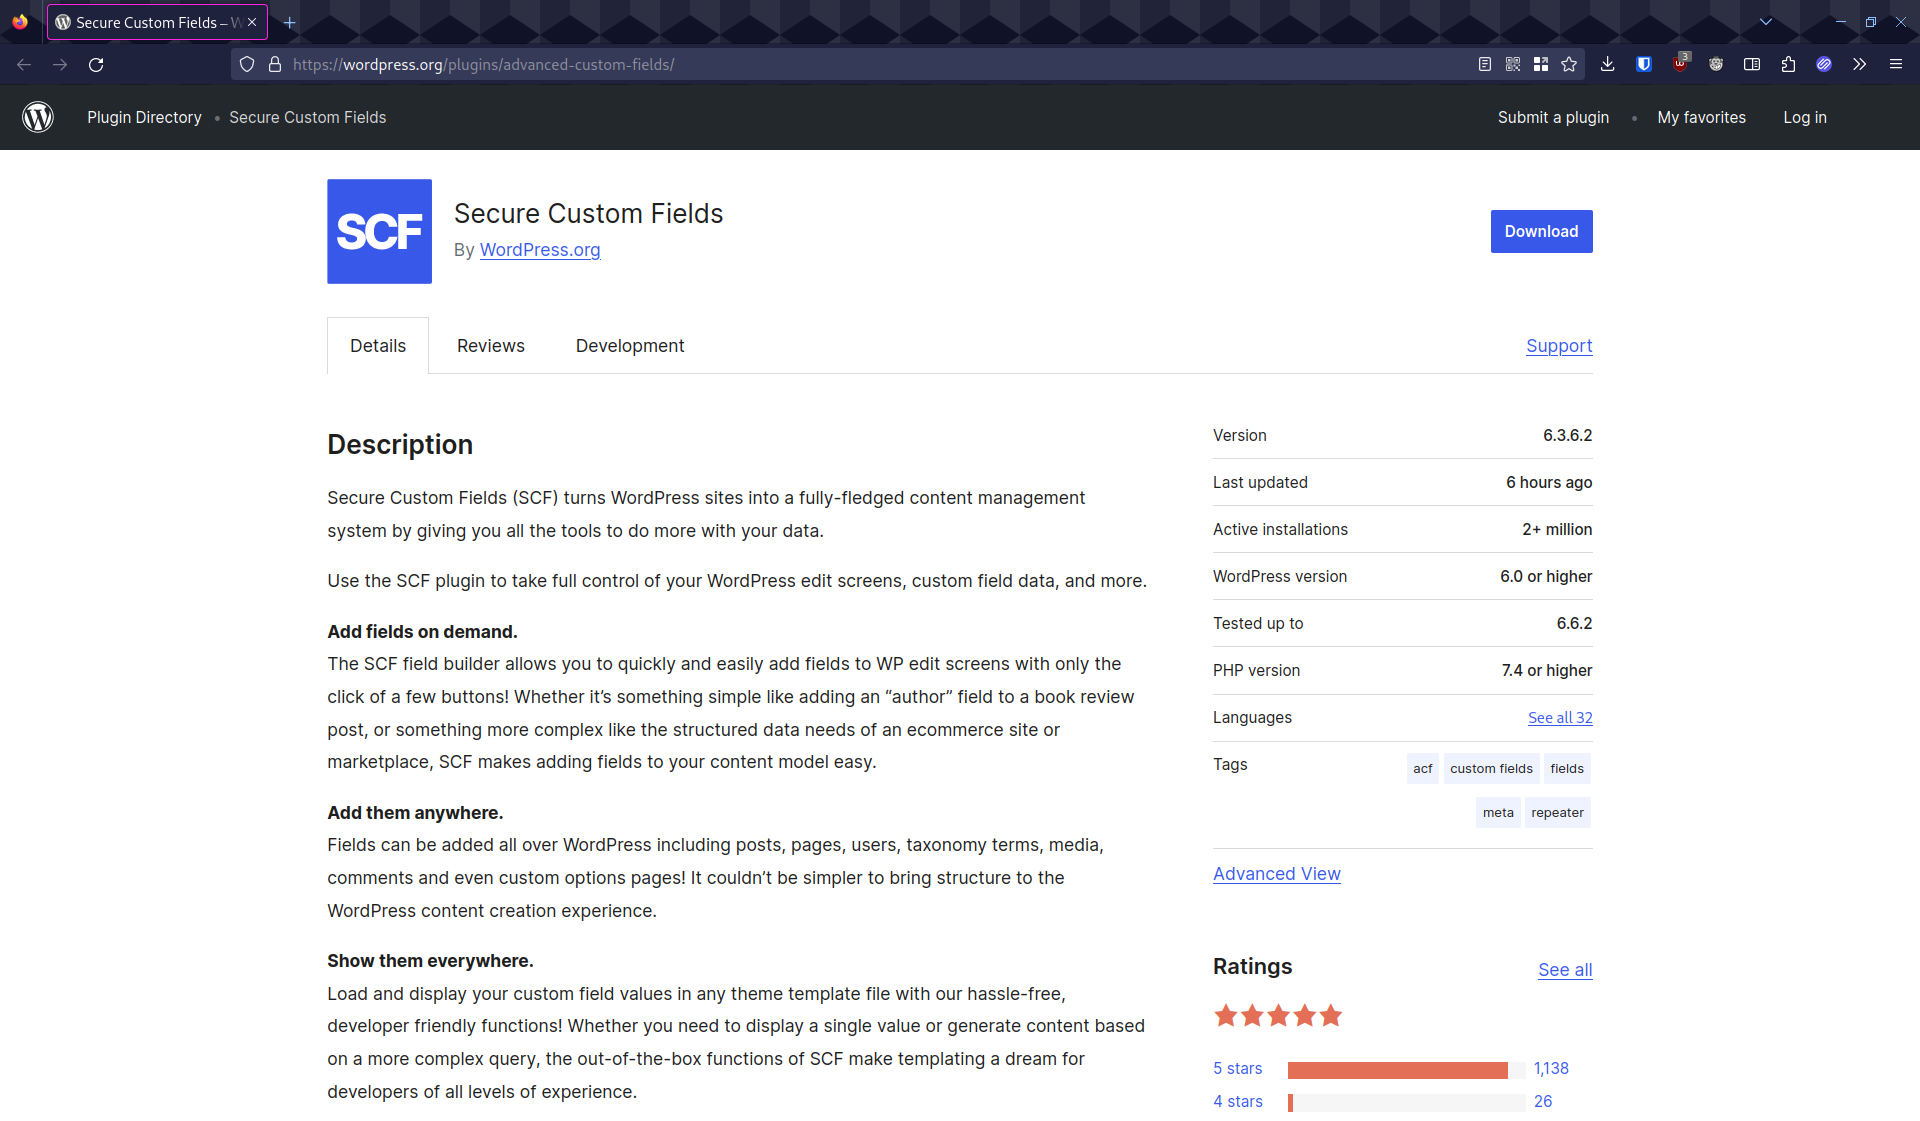 Secure Custom Fields – W
https://wordpress.org/plugins/advanced-custom-fields/
3
Plugin Directory • Secure Custom Fields
Submit a plugin • My favorites Log in
SCF
Secure Custom Fields
By WordPress.org
Download
Details Reviews Development
Support
Description
Secure Custom Fields (SCF) turns WordPress sites into a fully-fledged content management
system by giving you all the tools to do more with your data.
Use the SCF plugin to take full control of your WordPress edit screens, custom field data, and more.
Add fields on demand.
The SCF field builder allows you to quickly and easily add fields to WP edit screens with only the
click of a few buttons! Whether it’s something simple like adding an “author” field to a book review
post, or something more complex like the structured data needs of an ecommerce site or
marketplace, SCF makes adding fields to your content model easy.
Add them anywhere.
Fields can be added all over WordPress including posts, pages, users, taxonomy terms, media,
comments and even custom options pages! It couldn’t be simpler to bring structure to the
WordPress content creation experience.
Show them everywhere.
Load and display your custom field values in any theme template file with our hassle-free,
developer friendly functions! Whether you need to display a single value or generate content based
on a more complex query, the out-of-the-box functions of SCF make templating a dream for
developers of all levels of experience.
Version 6.3.6.2
Last updated 6 hours ago
Active installations 2+ million
WordPress version 6.0 or higher
Tested up to 6.6.2
PHP version 7.4 or higher
Languages See all 32
Tags acf custom fields fields
meta repeater
Advanced View
Ratings See all
5 stars 1,138
4 stars 26